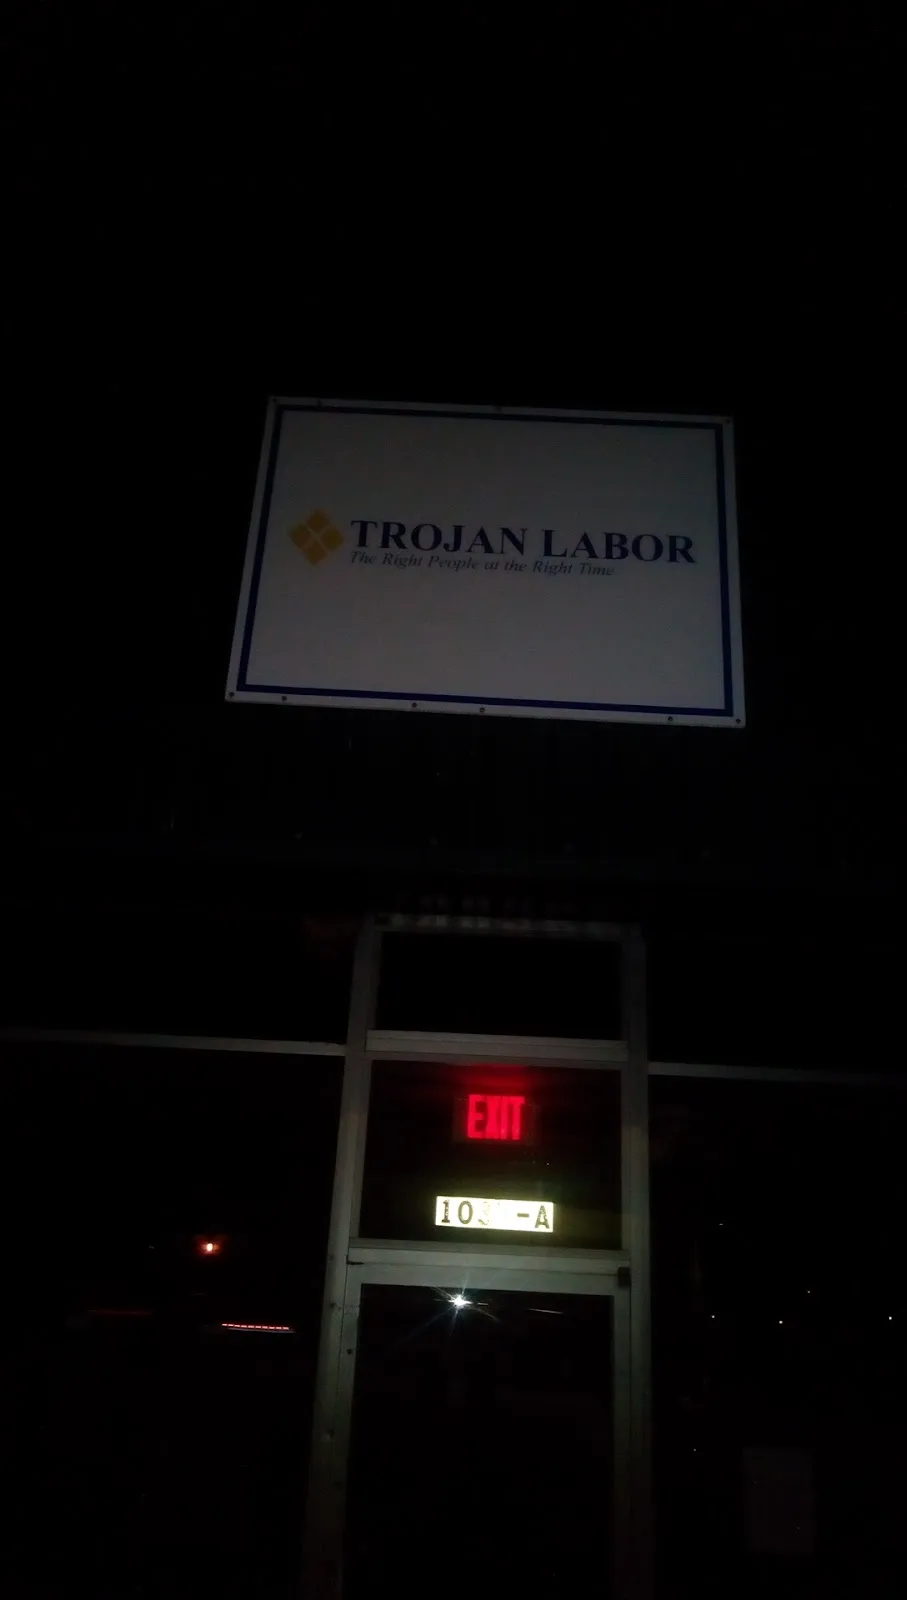 TROJAN LABOR
The Right People at the Right Time
EXIT